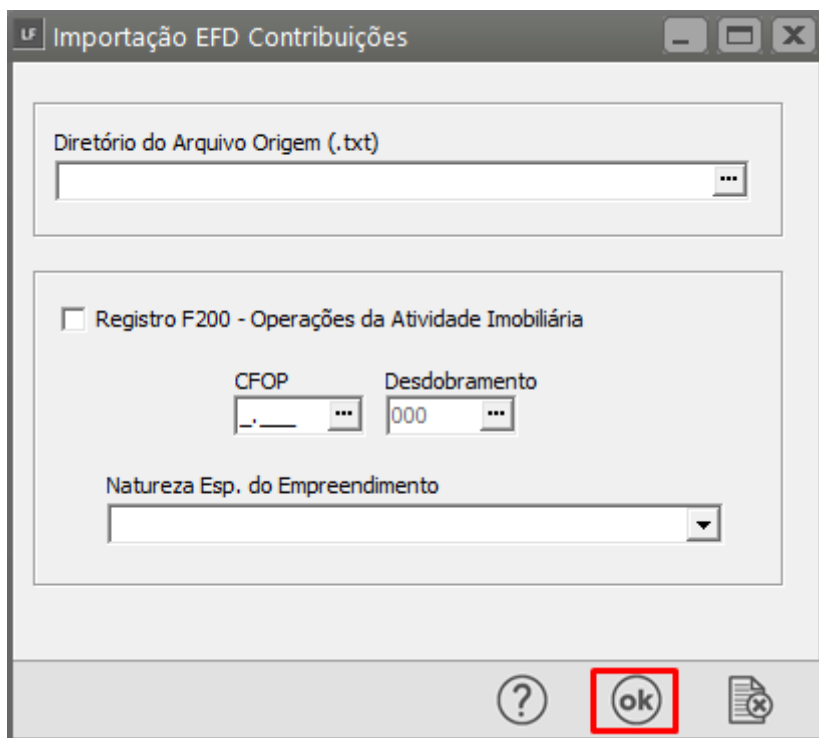 LF Importação EFD Contribuições
Diretório do Arquivo Origem (.txt)
...
Registro F200 - Operações da Atividade Imobiliária
CFOP Desdobramento
_.___ ... 000 ...
Natureza Esp. do Empreendimento
? ok